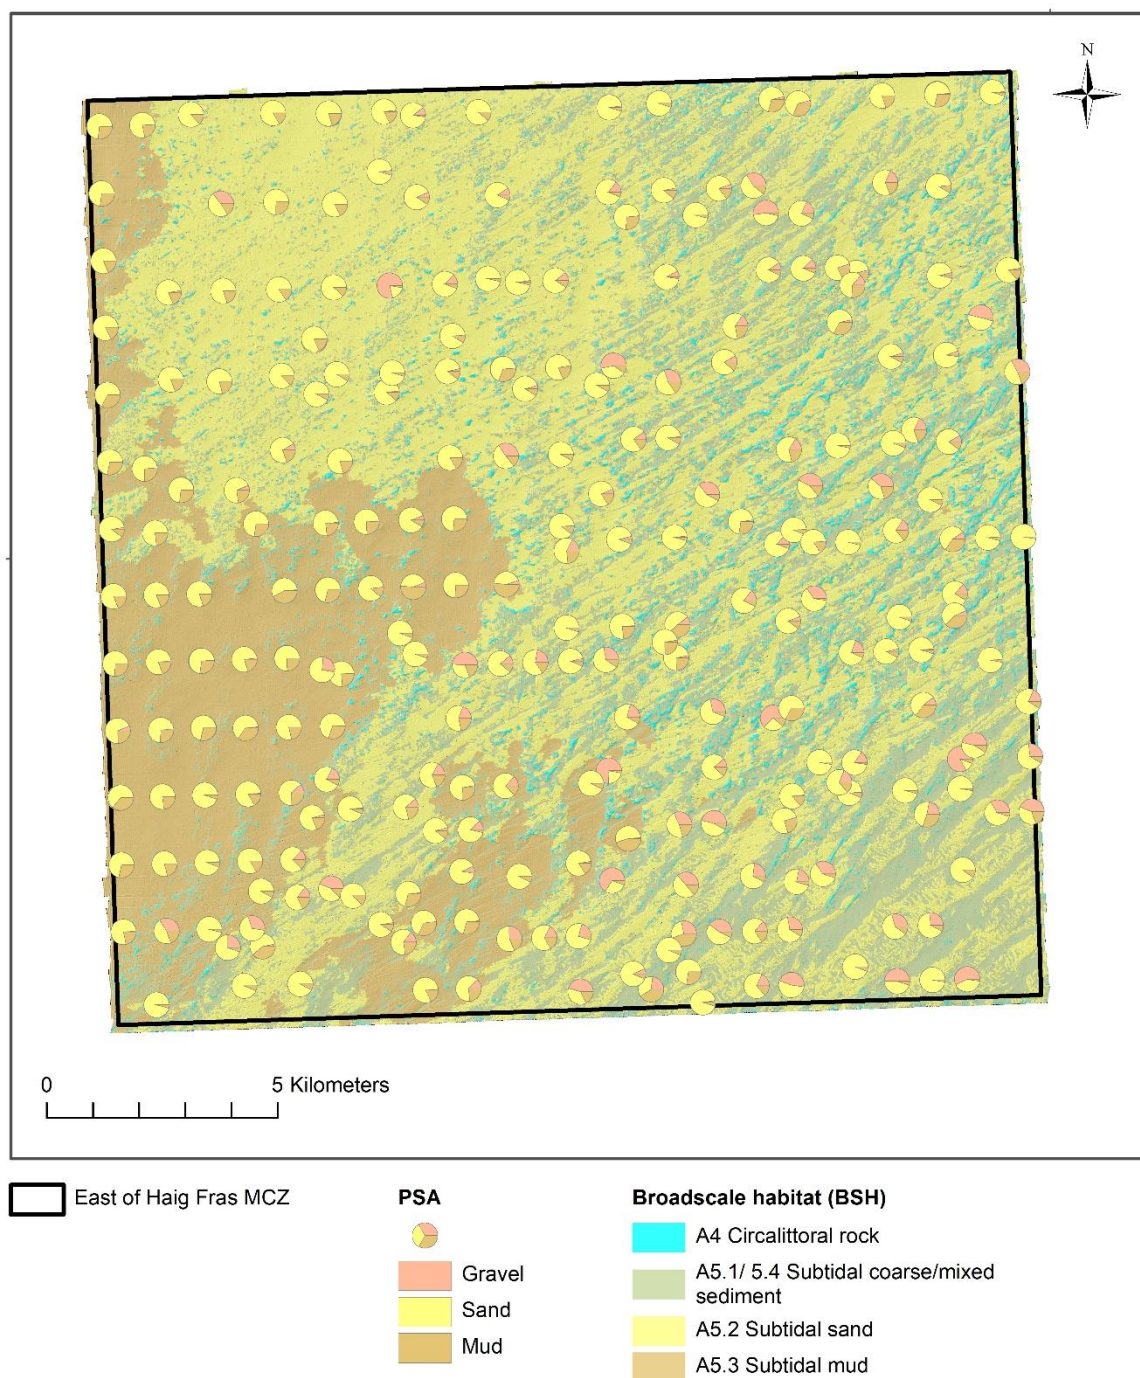 N
0
5 Kilometers
East of Haig Fras MCZ
PSA
Gravel
Sand
Mud
Broadscale habitat (BSH)
A4 Circalittoral rock
A5.1/ 5.4 Subtidal coarse/mixed
sediment
A5.2 Subtidal sand
A5.3 Subtidal mud